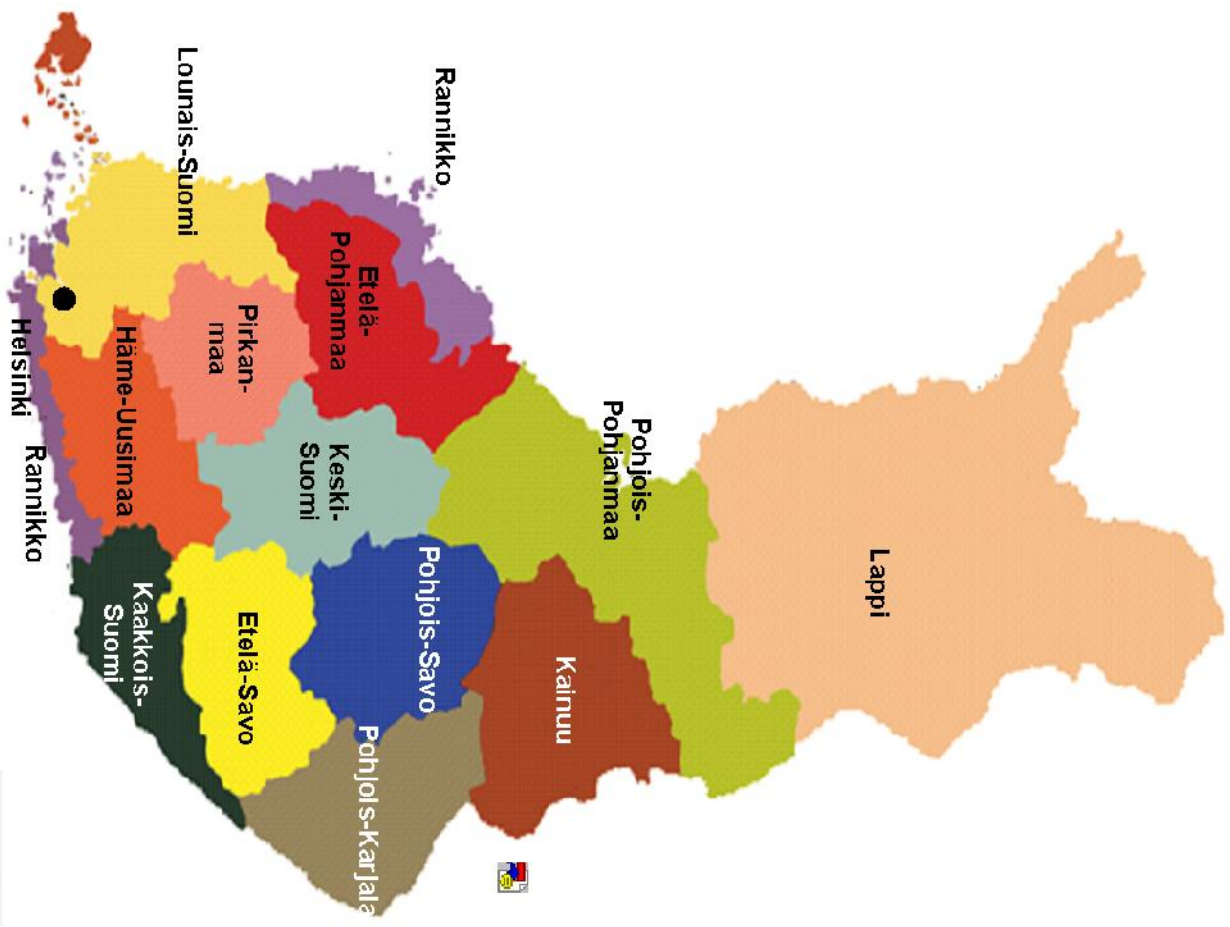 Lappi
Pohjois-
Pohjanmaa
Kainuu
Rannikko
Etelä-
Pohjanmaa
Keski-
Suomi
Pohjois-Savo
Pohjois-Karjala
Lounais-Suomi
Pirkan-
maa
Etelä-Savo
Häme-Uusimaa
Kaakkois-
Suomi
Helsinki
Rannikko